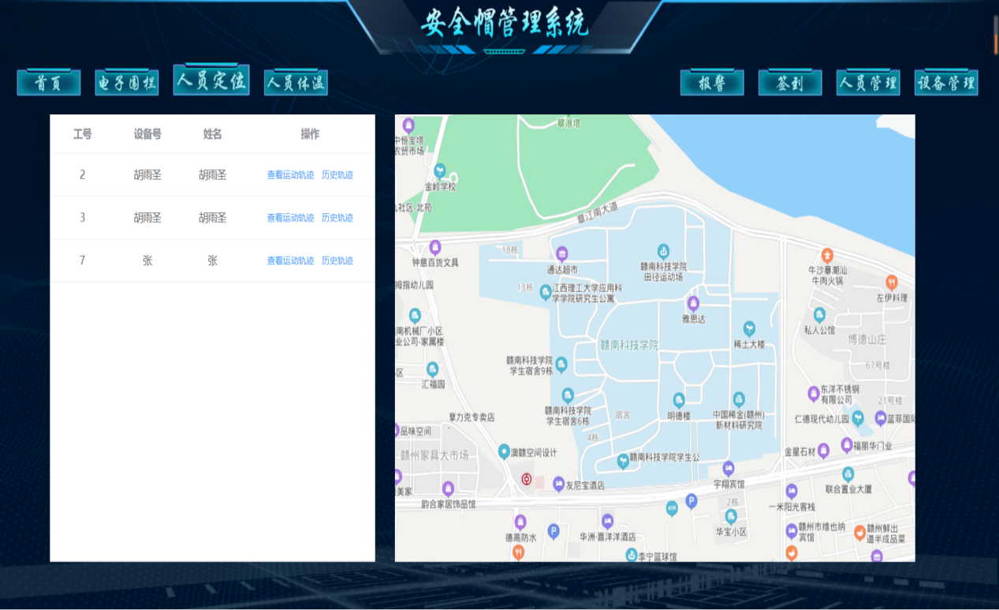 安全帽管理系统
首页 电子围栏 人员定位 人员体温 报警 签到 人员管理 设备管理
工号 设备号 姓名 操作
2 胡雨圣 胡雨圣 查看运动轨迹 历史轨迹
3 胡雨圣 胡雨圣 查看运动轨迹 历史轨迹
7 张 张 查看运动轨迹 历史轨迹
翠浪塔
中恒宝塔
农贸市场
金岭学校
社区-北苑
章江南大道
18栋
钟意百货文具
通达超市
赣南科技学院
田径运动场
牛沙暴潮汕
牛肉火锅
拇指幼儿园
13栋
江西理工大学应用科
学学院研究生公寓
左伊料理
雅思达
南机械厂小区
业公司-家属楼
私人公馆
稀土大楼
博德山庄
赣南科技学院
赣南科技学院
学生宿舍9栋
67号楼
区
汇福园
东洋不锈钢
有限公司
21号楼
赣南科技学院
学生宿舍6栋
宿舍
明德楼
中国稀金(赣州)
新材料研究院
仁德现代幼儿园
蓝菲国际
摩力克专卖店
品味空间
4栋
福丽华门业
金星石材
赣州家具大市场
澳赣空间设计
赣南科技学院学生公
友尼宝酒店
宇翔宾馆
联合置业大厦
美家
韵合家居饰品馆
2栋
一米阳光客栈
P
华宝小区
赣州市维也纳
宾馆
赣州鲜出
道半成品菜
德高防水
P
华洲·喜洋洋酒店
李宁篮球馆